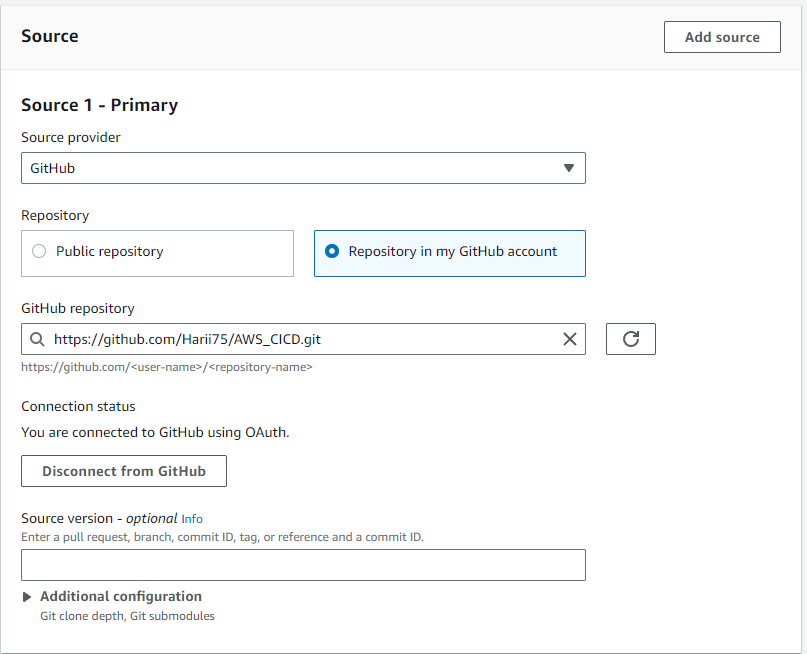 Source
Add source
Source 1 - Primary
Source provider
GitHub
Repository
Public repository
Repository in my GitHub account
GitHub repository
https://github.com/Harii75/AWS_CICD.git
https://github.com/<user-name>/<repository-name>
Connection status
You are connected to GitHub using OAuth.
Disconnect from GitHub
Source version - optional Info
Enter a pull request, branch, commit ID, tag, or reference and a commit ID.
Additional configuration
Git clone depth, Git submodules